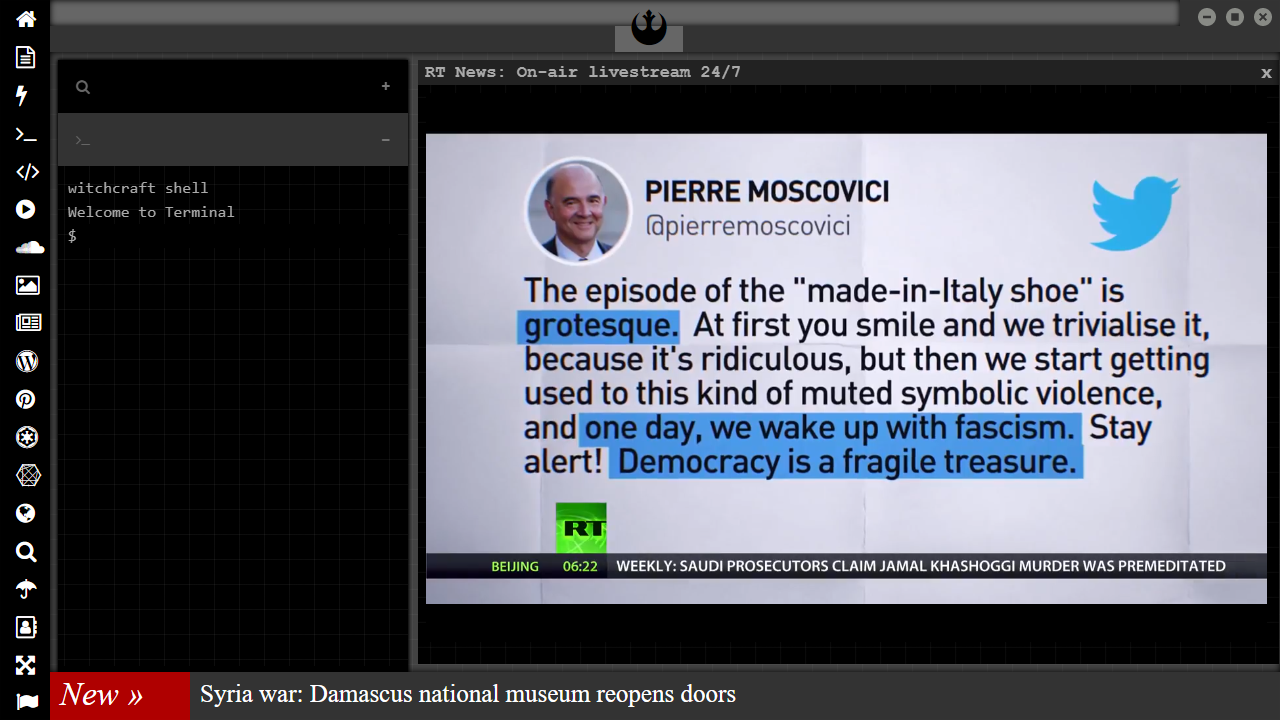 RT News: On-air livestream 24/7
x
+
>_
−
witchcraft shell
Welcome to Terminal
$
PIERRE MOSCOVICI
@pierremoscovici
The episode of the "made-in-Italy shoe" is
grotesque. At first you smile and we trivialise it,
because it's ridiculous, but then we start getting
used to this kind of muted symbolic violence,
and one day, we wake up with fascism. Stay
alert! Democracy is a fragile treasure.
RT
BEIJING 06:22 WEEKLY: SAUDI PROSECUTORS CLAIM JAMAL KHASHOGGI MURDER WAS PREMEDITATED
New » Syria war: Damascus national museum reopens doors